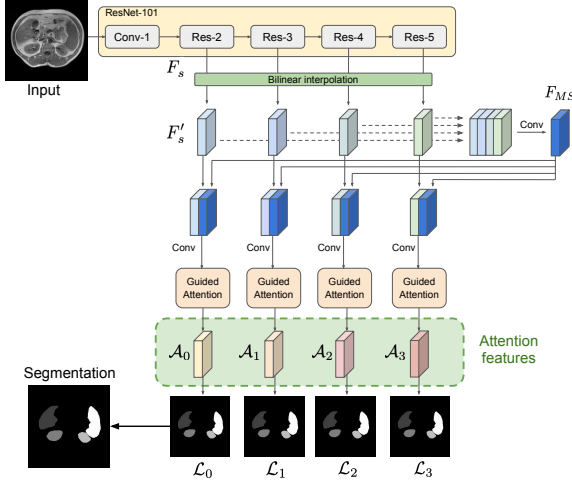 ResNet-101
Conv-1 Res-2 Res-3 Res-4 Res-5
Input
F_s
Bilinear interpolation
F_{MS}
F'_s
Conv
Conv Conv Conv Conv
Guided Attention Guided Attention Guided Attention Guided Attention
A_0 A_1 A_2 A_3
Attention
features
Segmentation
L_0 L_1 L_2 L_3